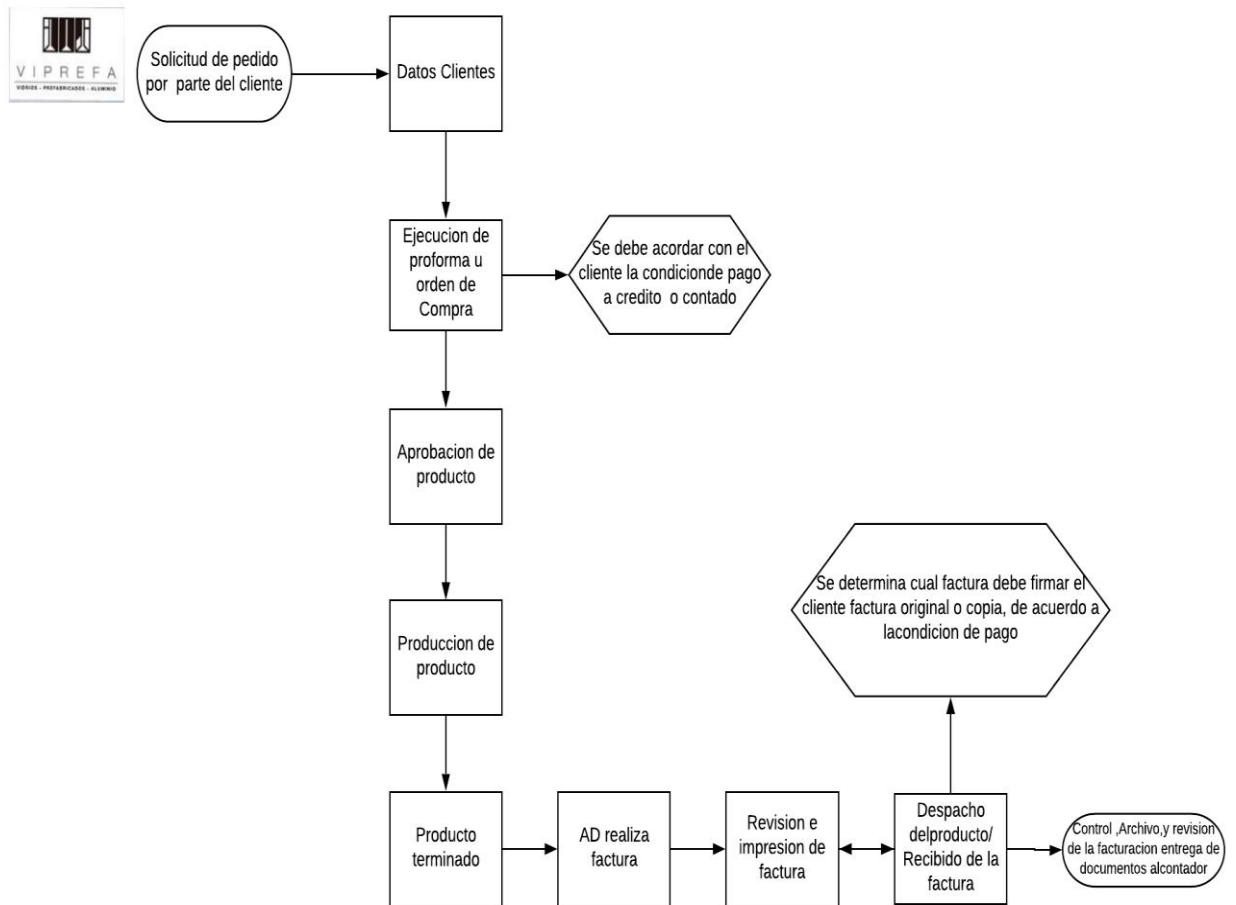 VIPREFA
VIDRIOS - PREFABRICADOS - ALUMINIO
Solicitud de pedido
por parte del cliente
Datos Clientes
Ejecucion de
proforma u
orden de
Compra
Se debe acordar con el
cliente la condicionde pago
a credito o contado
Aprobacion de
producto
Produccion de
producto
Se determina cual factura debe firmar el
cliente factura original o copia, de acuerdo a
lacondicion de pago
Producto
terminado
AD realiza
factura
Revision e
impresion de
factura
Despacho
delproducto/
Recibido de la
factura
Control ,Archivo,y revision
de la facturacion entrega de
documentos alcontador